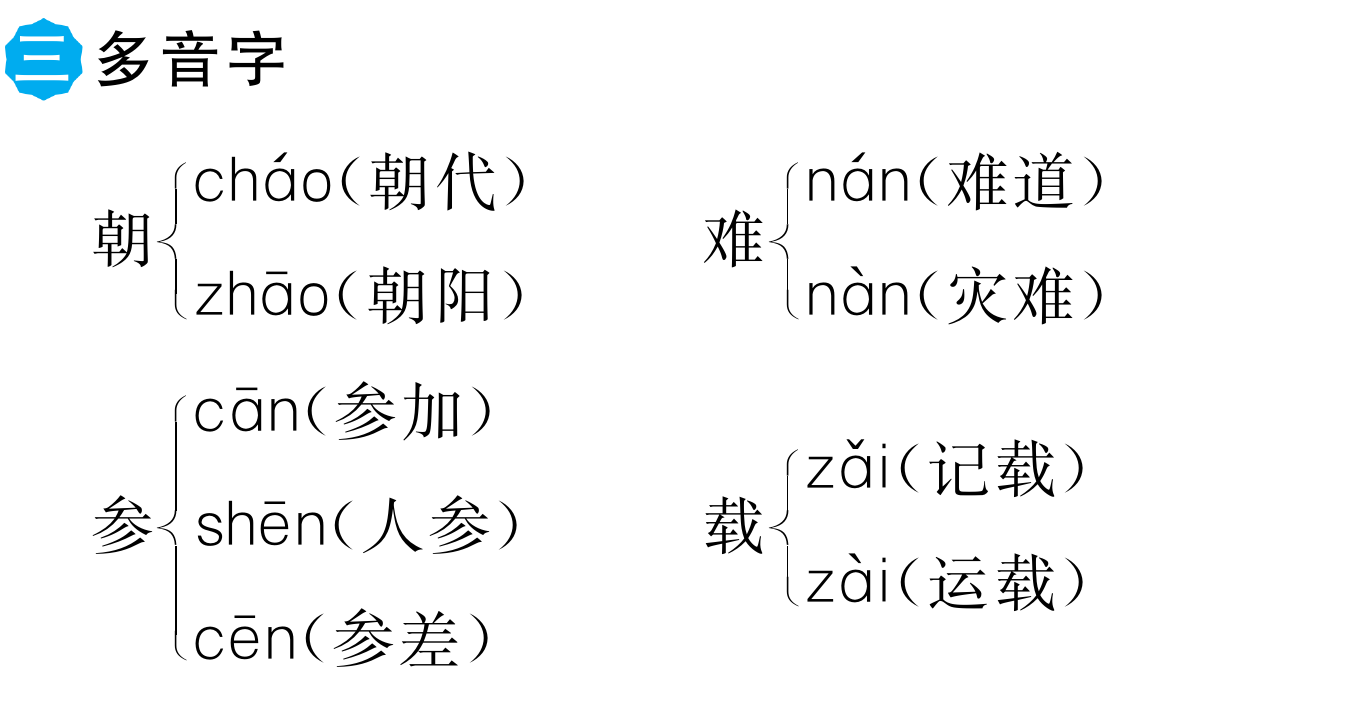 三 多音字
朝
cháo(朝代)
zhāo(朝阳)
难
nán(难道)
nàn(灾难)
参
cān(参加)
shēn(人参)
cēn(参差)
载
zǎi(记载)
zài(运载)